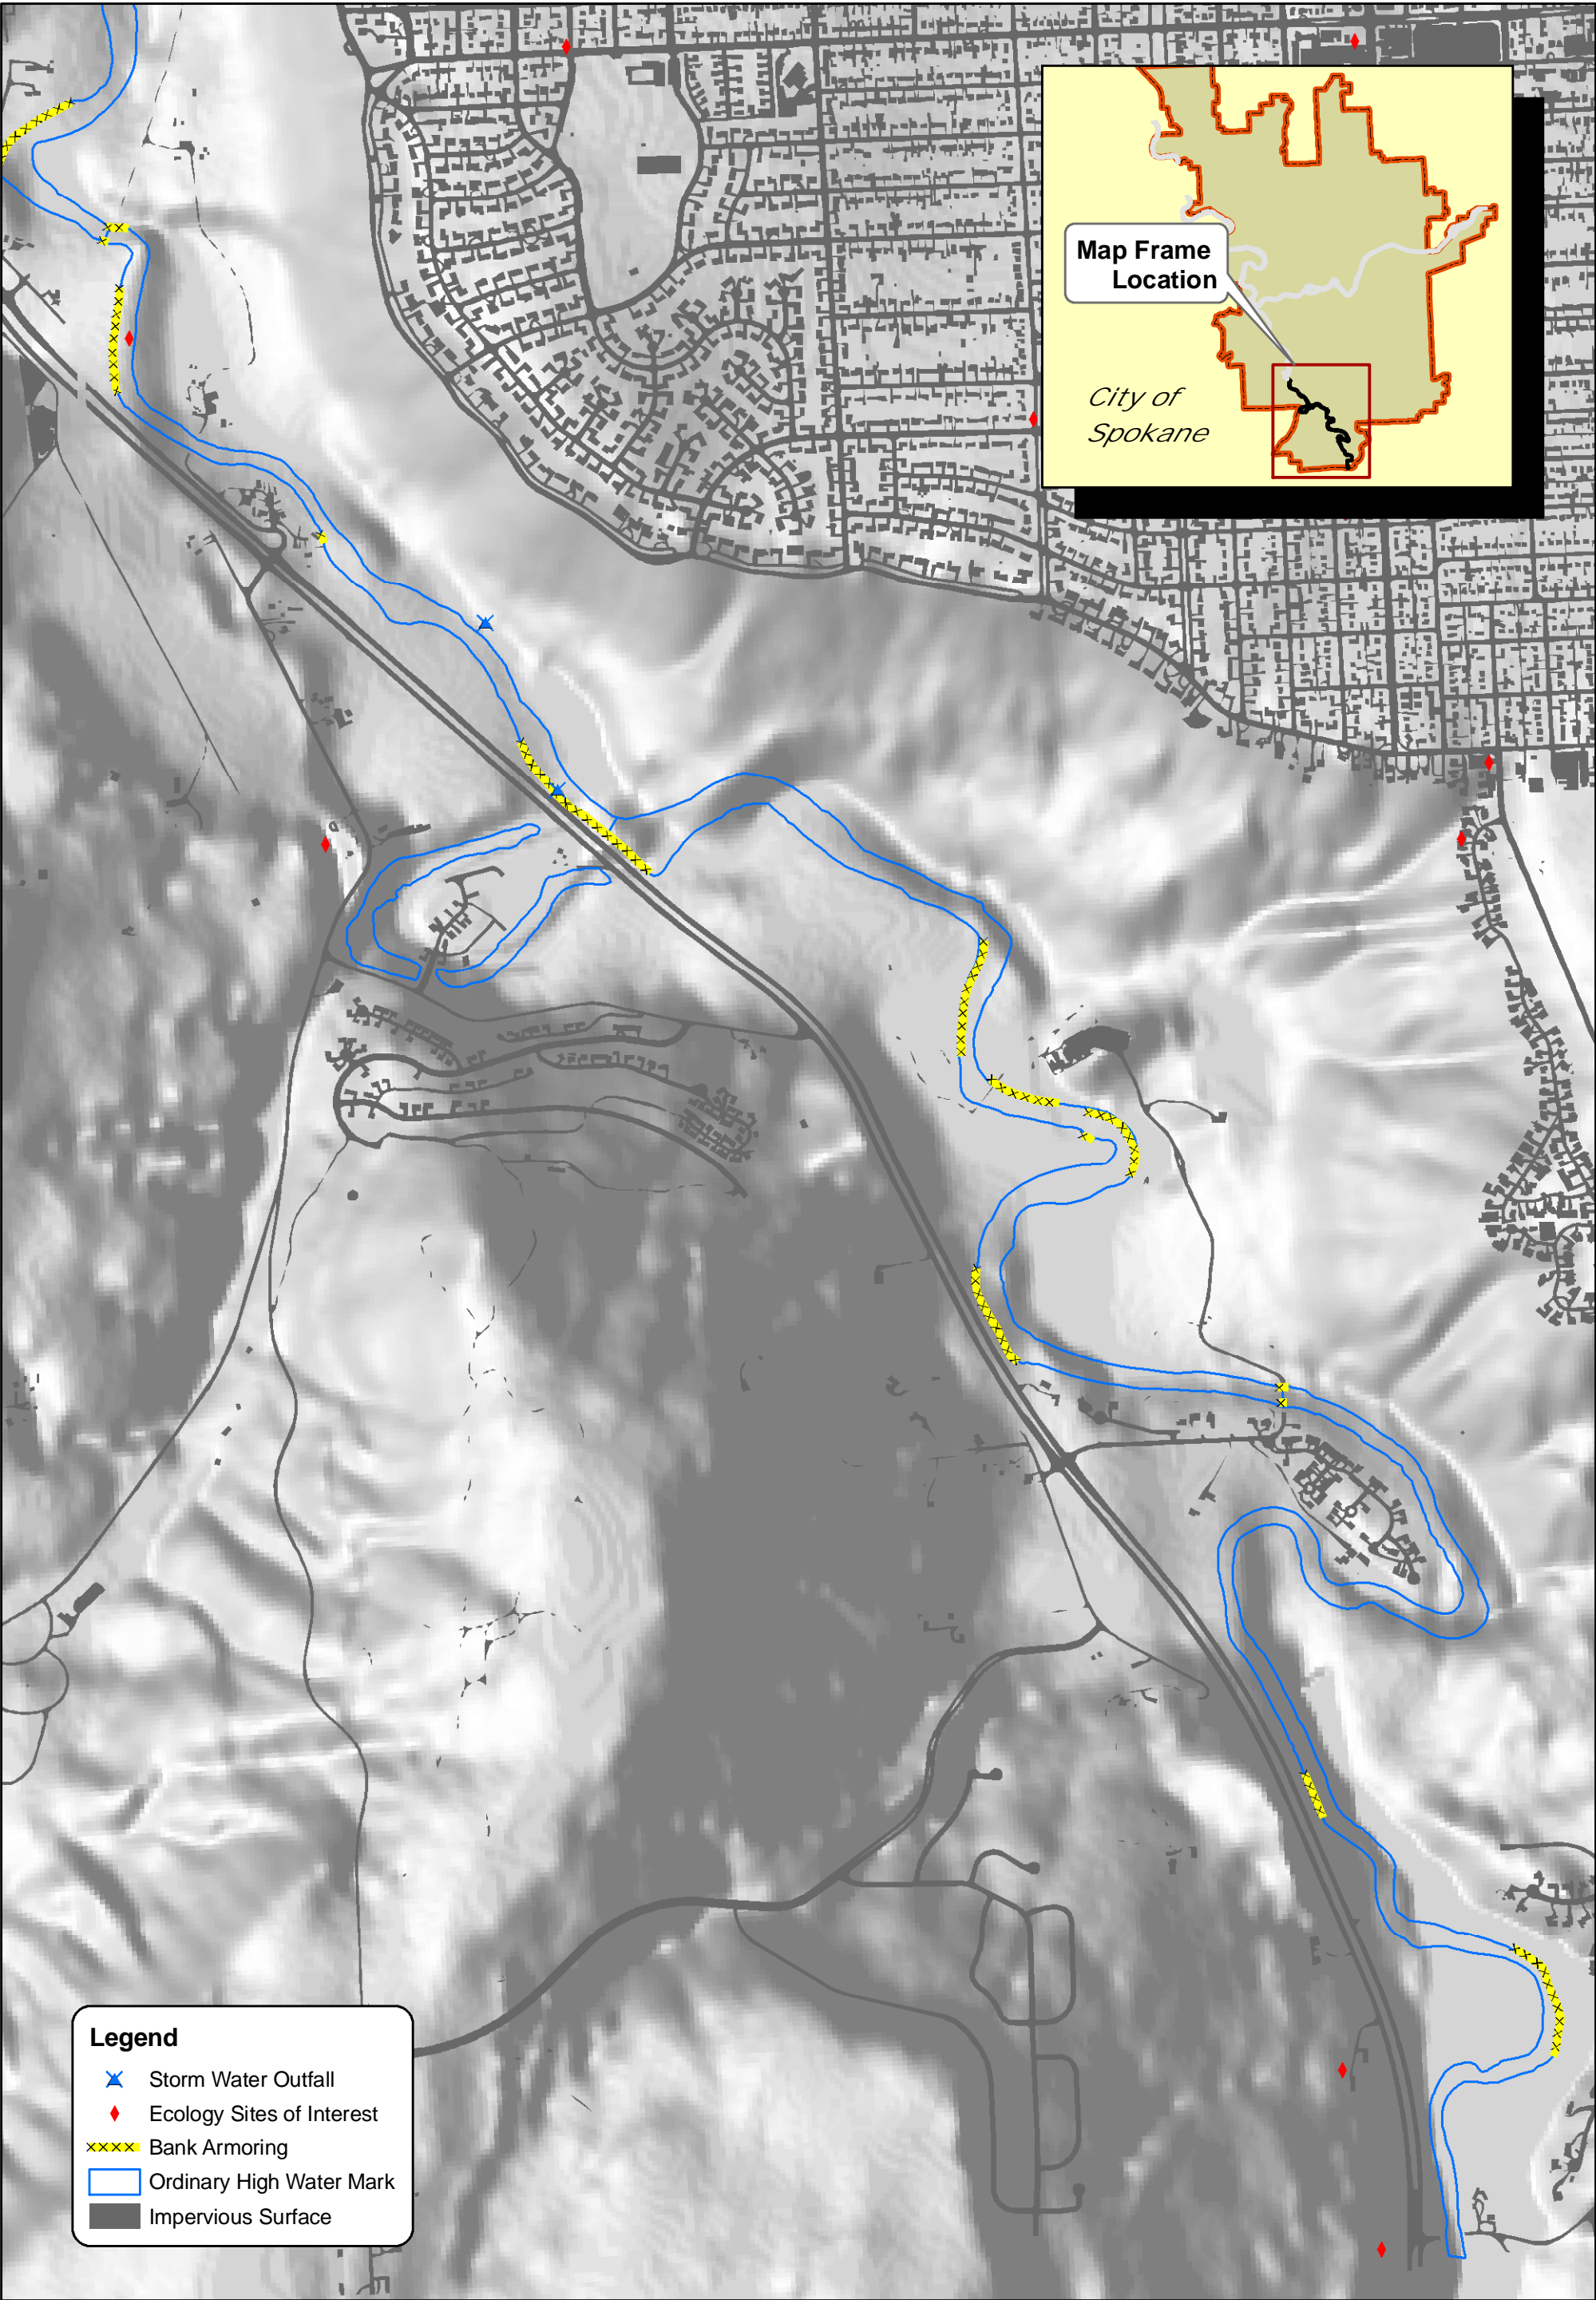 Map Frame
Location
City of
Spokane
Legend
Storm Water Outfall
Ecology Sites of Interest
Bank Armoring
Ordinary High Water Mark
Impervious Surface